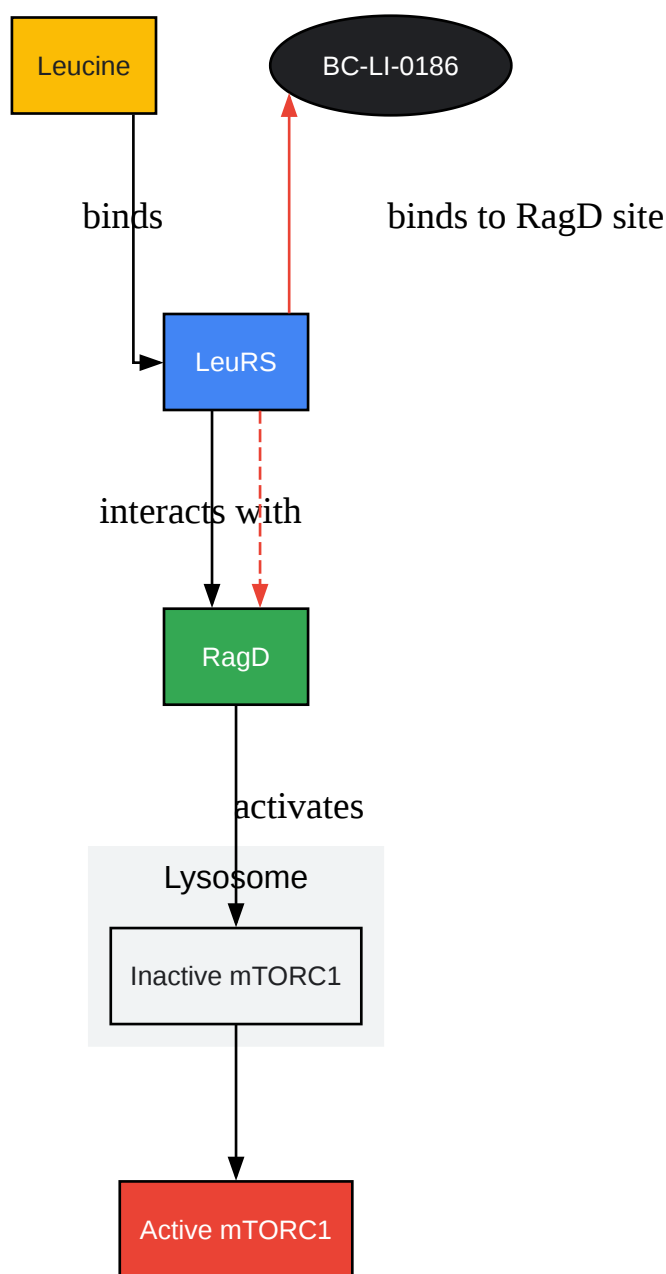 Leucine
BC-LI-0186
binds
binds to RagD site
LeuRS
interacts with
RagD
activates
Lysosome
Inactive mTORC1
Active mTORC1